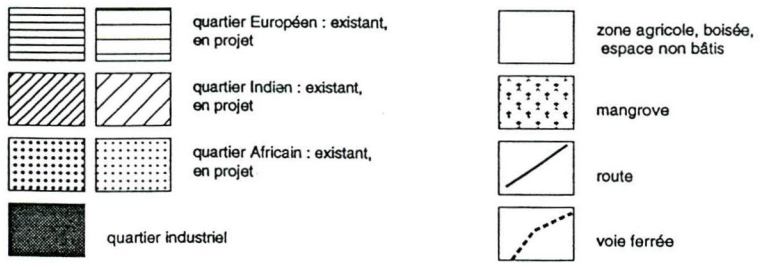 quartier Européen : existant,
en projet
quartier Indien : existant,
en projet
quartier Africain : existant,
en projet
quartier industriel
zone agricole, boisée,
espace non bâtis
mangrove
route
voie ferrée